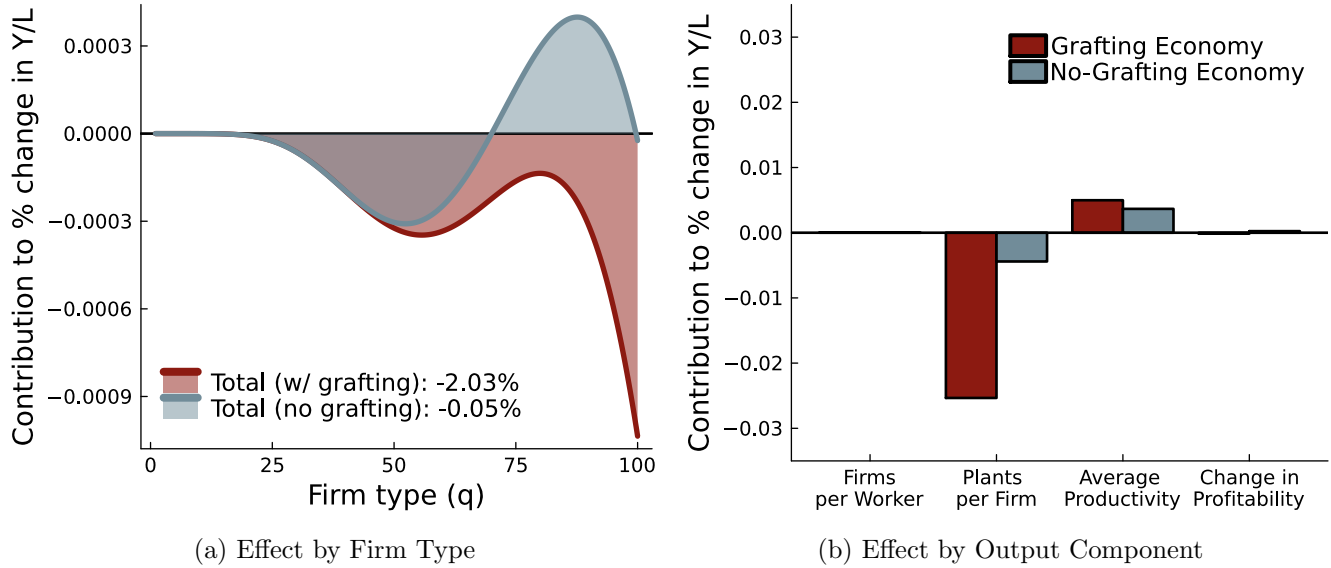 Contribution to % change in Y/L
0.0003
0.0000
−0.0003
−0.0006
−0.0009
Total (w/ grafting): -2.03%
Total (no grafting): -0.05%
0
25
50
75
100
Firm type (q)
(a) Effect by Firm Type
Contribution to % change in Y/L
0.03
0.02
0.01
0.00
−0.01
−0.02
−0.03
Grafting Economy
No-Grafting Economy
Firms
per Worker
Plants
per Firm
Average
Productivity
Change in
Profitability
(b) Effect by Output Component